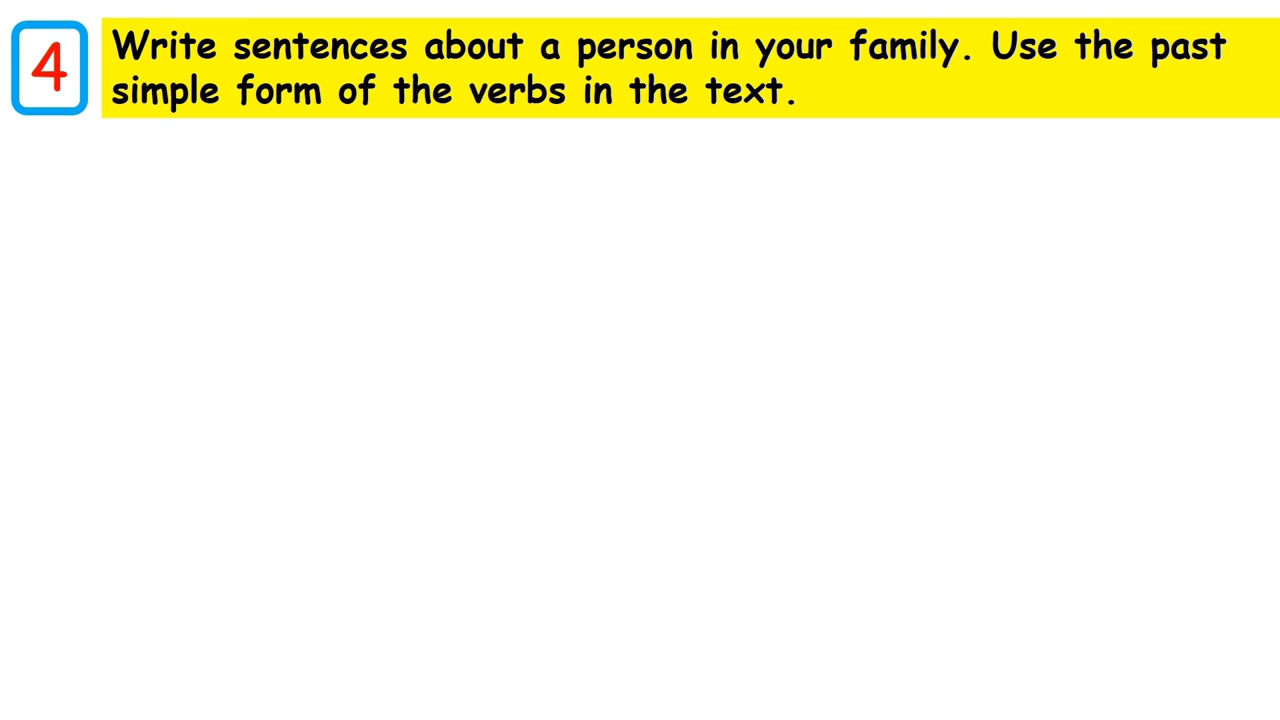 4
Write sentences about a person in your family. Use the past
simple form of the verbs in the text.